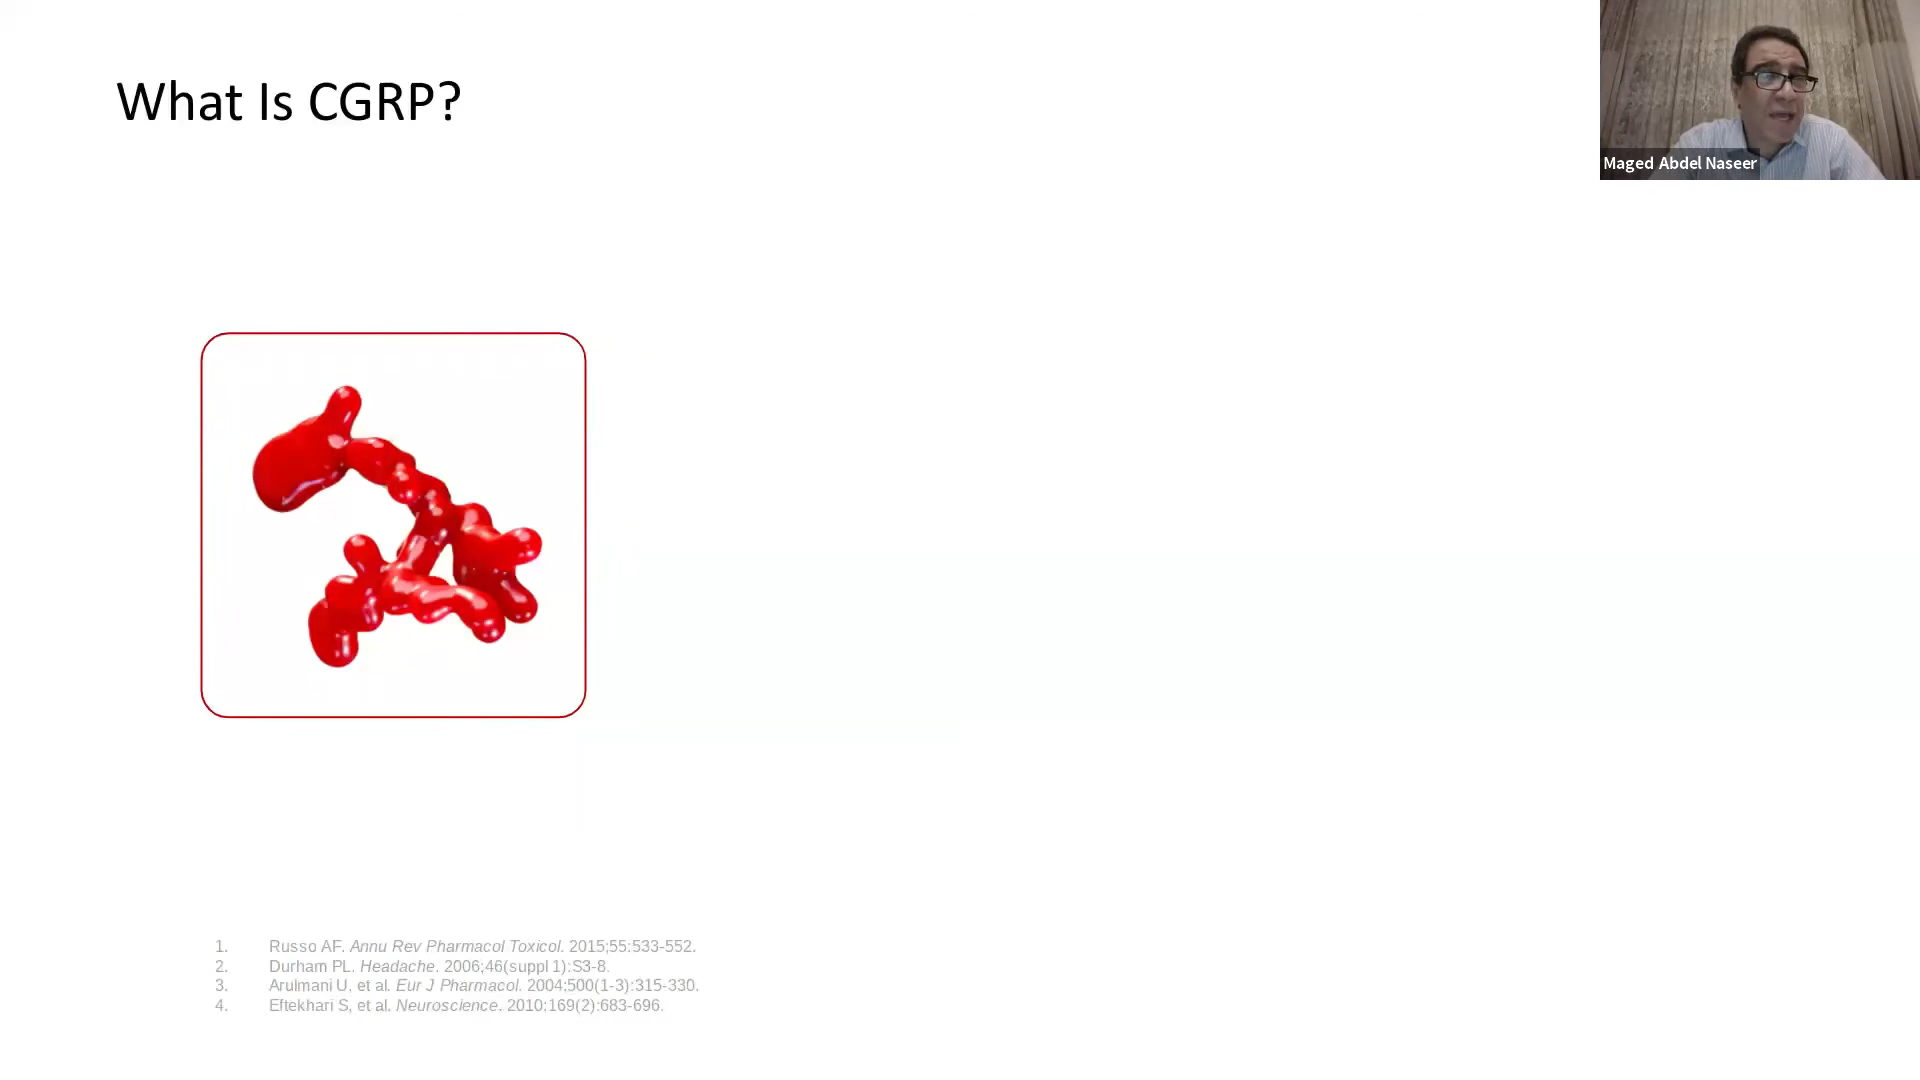 What Is CGRP?
Maged Abdel Naseer
1. Russo AF. Annu Rev Pharmacol Toxicol. 2015;55:533-552.
2. Durham PL. Headache. 2006;46(suppl 1):S3-8.
3. Arulmani U, et al. Eur J Pharmacol. 2004;500(1-3):315-330.
4. Eftekhari S, et al. Neuroscience. 2010;169(2):683-696.